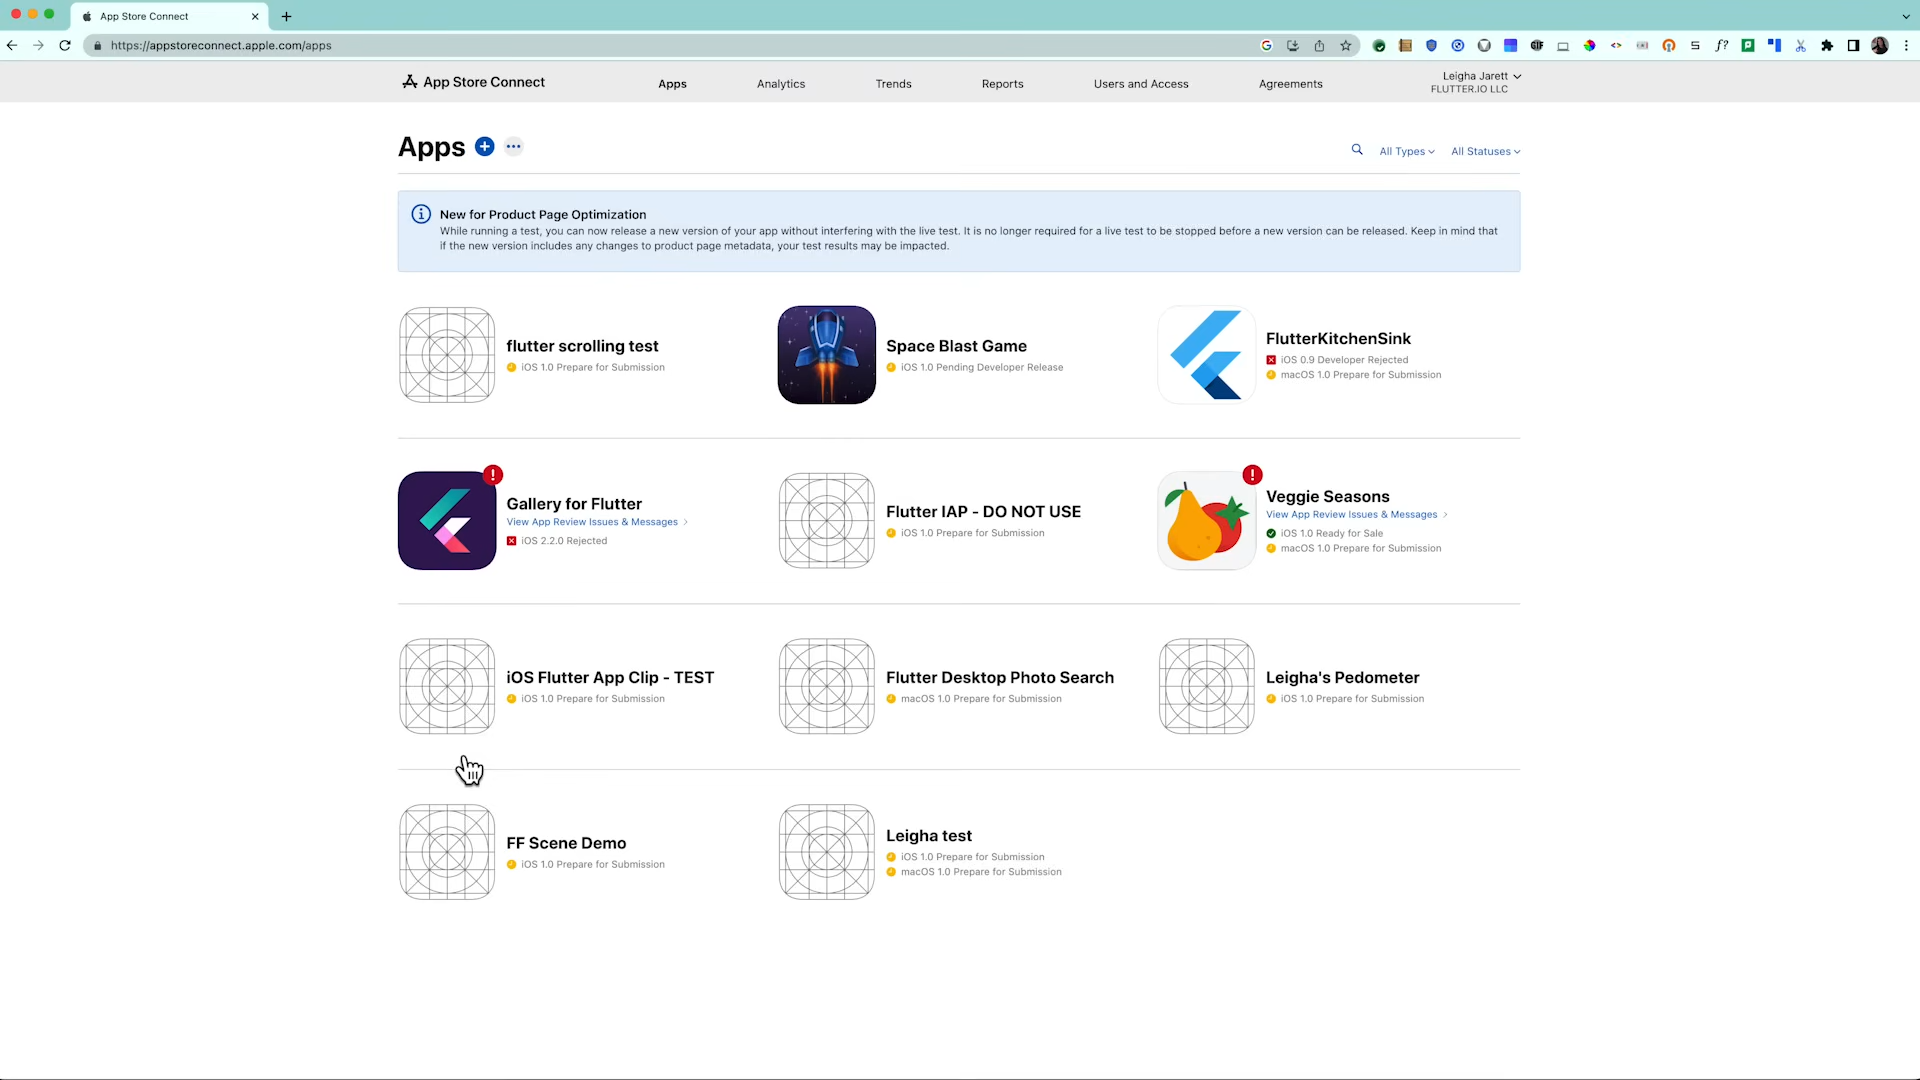 App Store Connect
https://appstoreconnect.apple.com/apps
GIF
f?
App Store Connect
Apps
Analytics
Trends
Reports
Users and Access
Agreements
Leigha Jarett
FLUTTER.IO LLC
Apps
All Types
All Statuses
New for Product Page Optimization
While running a test, you can now release a new version of your app without interfering with the live test. It is no longer required for a live test to be stopped before a new version can be released. Keep in mind that
if the new version includes any changes to product page metadata, your test results may be impacted.
flutter scrolling test
iOS 1.0 Prepare for Submission
Space Blast Game
iOS 1.0 Pending Developer Release
FlutterKitchenSink
iOS 0.9 Developer Rejected
macOS 1.0 Prepare for Submission
Gallery for Flutter
View App Review Issues & Messages
iOS 2.2.0 Rejected
Flutter IAP - DO NOT USE
iOS 1.0 Prepare for Submission
Veggie Seasons
View App Review Issues & Messages
iOS 1.0 Ready for Sale
macOS 1.0 Prepare for Submission
iOS Flutter App Clip - TEST
iOS 1.0 Prepare for Submission
Flutter Desktop Photo Search
macOS 1.0 Prepare for Submission
Leigha's Pedometer
iOS 1.0 Prepare for Submission
FF Scene Demo
iOS 1.0 Prepare for Submission
Leigha test
iOS 1.0 Prepare for Submission
macOS 1.0 Prepare for Submission